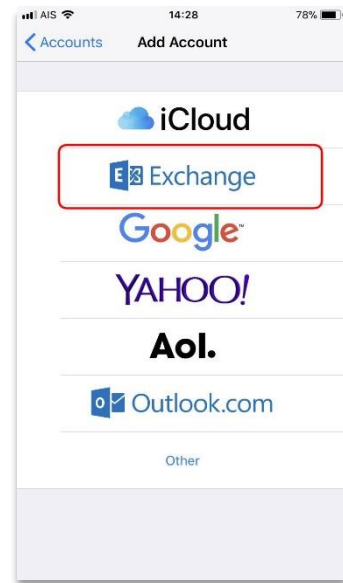 AIS 14:28 78%
Accounts Add Account
iCloud
Exchange
Google
YAHOO!
Aol.
Outlook.com
Other